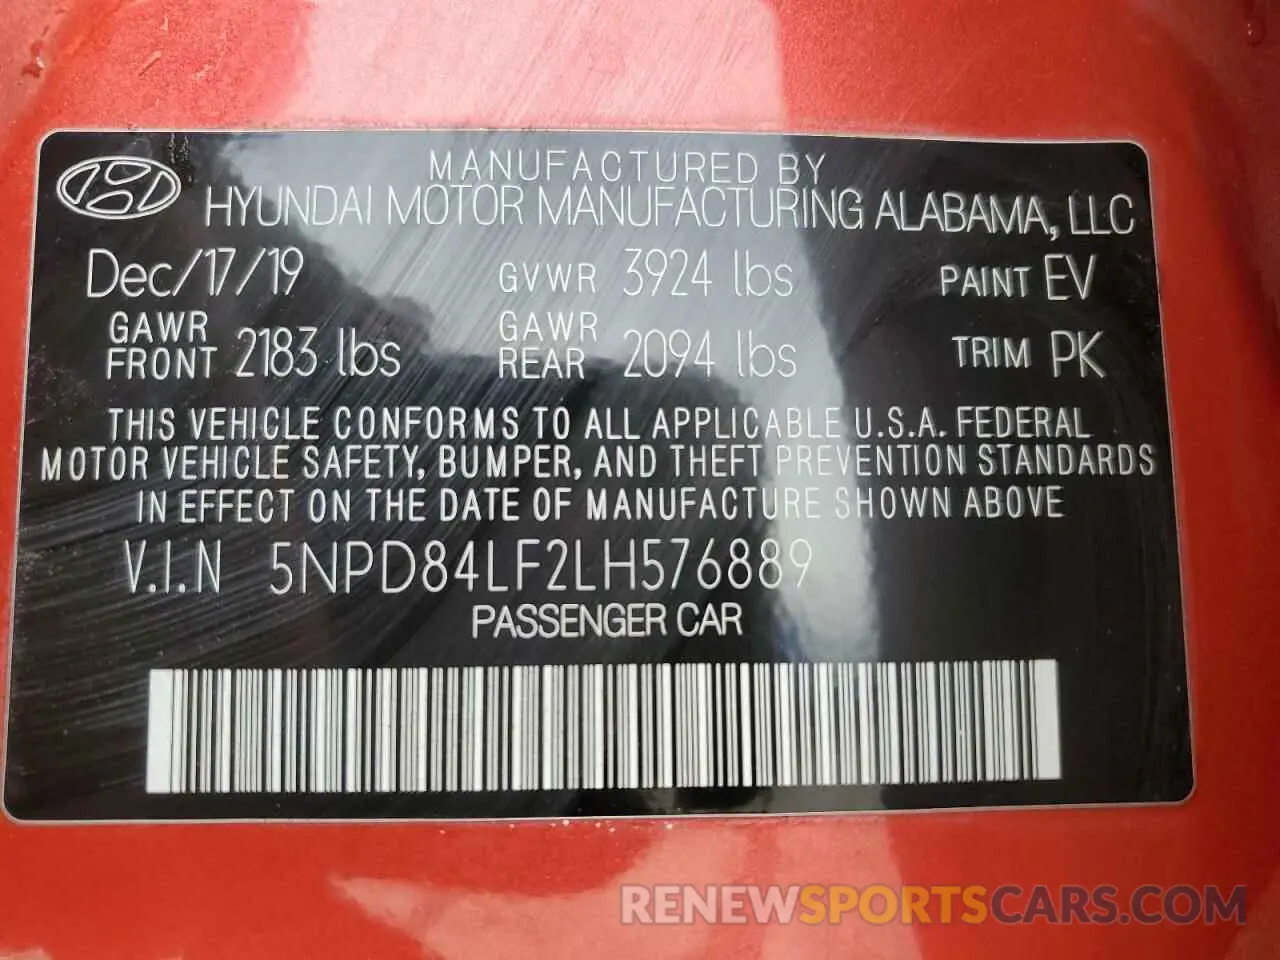 MANUFACTURED BY
HYUNDAI MOTOR MANUFACTURING ALABAMA, LLC
Dec/17/19 GVWR 3924 lbs PAINT EV
GAWR FRONT 2183 lbs GAWR REAR 2094 lbs TRIM PK
THIS VEHICLE CONFORMS TO ALL APPLICABLE U.S.A. FEDERAL
MOTOR VEHICLE SAFETY, BUMPER, AND THEFT PREVENTION STANDARDS
IN EFFECT ON THE DATE OF MANUFACTURE SHOWN ABOVE
V.I.N 5NPD84LF2LH576889
PASSENGER CAR
RENEWSPORTSCARS.COM